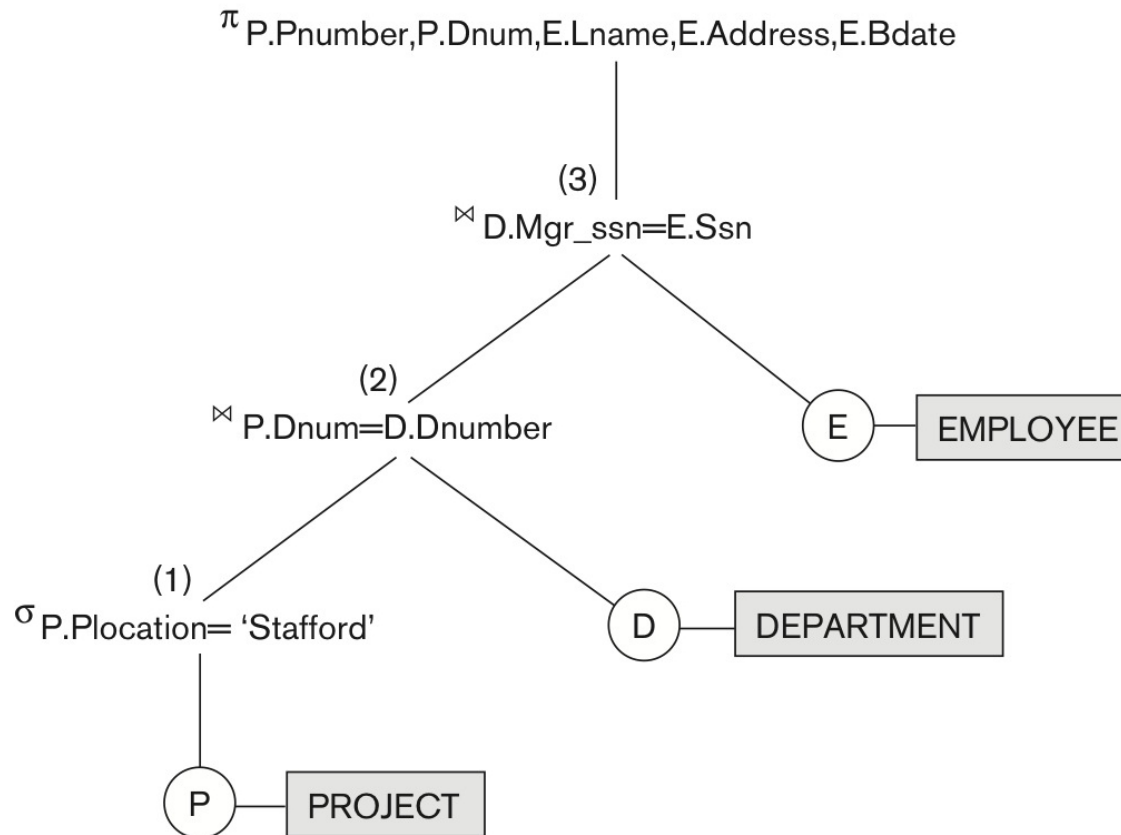 π P.Pnumber,P.Dnum,E.Lname,E.Address,E.Bdate
(3)
⋈ D.Mgr_ssn=E.Ssn
(2)
⋈ P.Dnum=D.Dnumber
E
EMPLOYEE
(1)
σ P.Plocation= ‘Stafford’
D
DEPARTMENT
P
PROJECT